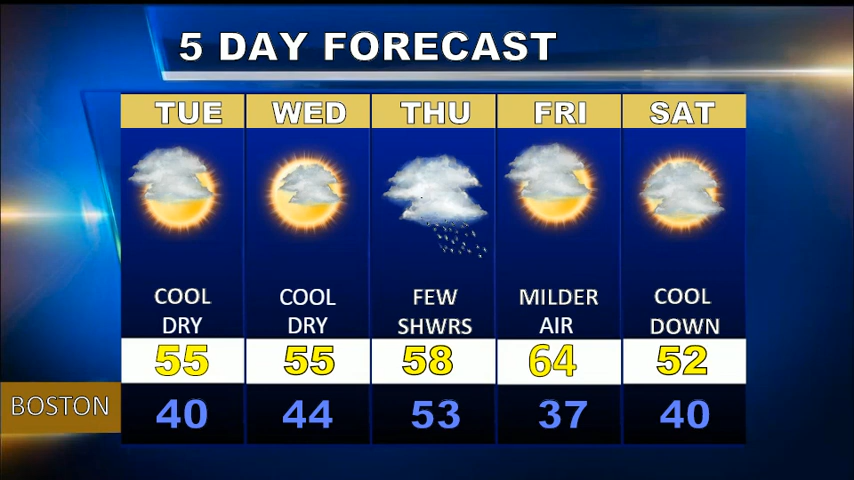 5 DAY FORECAST
TUE WED THU FRI SAT
COOL COOL FEW MILDER COOL
DRY DRY SHWRS AIR DOWN
55 55 58 64 52
BOSTON 40 44 53 37 40